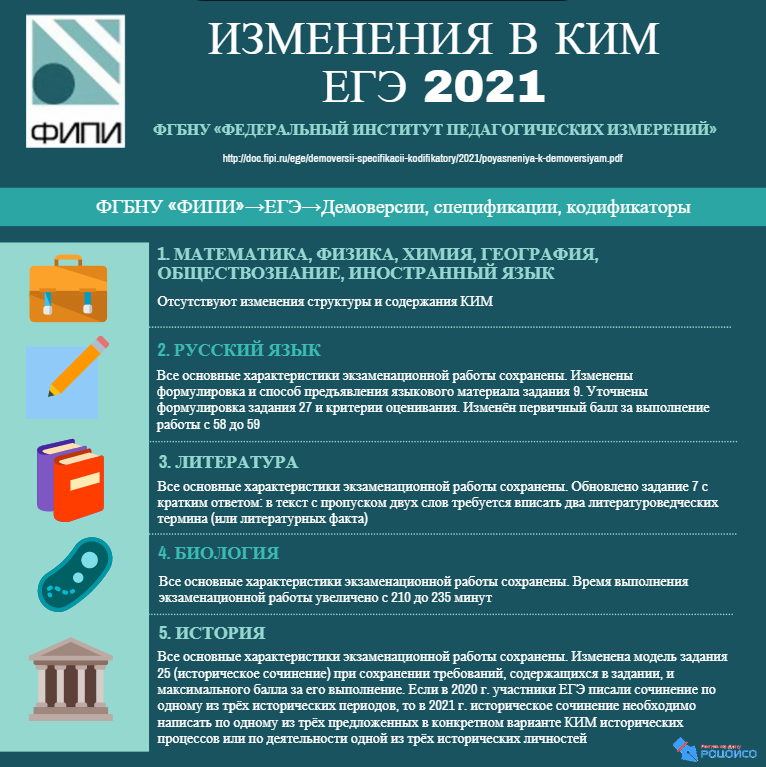 ФИПИ
ИЗМЕНЕНИЯ В КИМ
ЕГЭ 2021
ФГБНУ «ФЕДЕРАЛЬНЫЙ ИНСТИТУТ ПЕДАГОГИЧЕСКИХ ИЗМЕРЕНИЙ»
http://doc.fipi.ru/ege/demoversii-specifikacii-kodifikatory/2021/poyasneniya-k-demoversiyam.pdf
ФГБНУ «ФИПИ»→ЕГЭ→Демоверсии, спецификации, кодификаторы
1. МАТЕМАТИКА, ФИЗИКА, ХИМИЯ, ГЕОГРАФИЯ,
ОБЩЕСТВОЗНАНИЕ, ИНОСТРАННЫЙ ЯЗЫК
Отсутствуют изменения структуры и содержания КИМ
2. РУССКИЙ ЯЗЫК
Все основные характеристики экзаменационной работы сохранены. Изменены
формулировка и способ предъявления языкового материала задания 9. Уточнены
формулировка задания 27 и критерии оценивания. Изменён первичный балл за выполнение
работы с 58 до 59
3. ЛИТЕРАТУРА
Все основные характеристики экзаменационной работы сохранены. Обновлено задание 7 с
кратким ответом: в текст с пропуском двух слов требуется вписать два литературоведческих
термина (или литературных факта)
4. БИОЛОГИЯ
Все основные характеристики экзаменационной работы сохранены. Время выполнения
экзаменационной работы увеличено с 210 до 235 минут
5. ИСТОРИЯ
Все основные характеристики экзаменационной работы сохранены. Изменена модель задания
25 (историческое сочинение) при сохранении требований, содержащихся в задании, и
максимального балла за его выполнение. Если в 2020 г. участники ЕГЭ писали сочинение по
одному из трёх исторических периодов, то в 2021 г. историческое сочинение необходимо
написать по одному из трёх предложенных в конкретном варианте КИМ исторических
процессов или по деятельности одной из трёх исторических личностей
РОЦОИСО